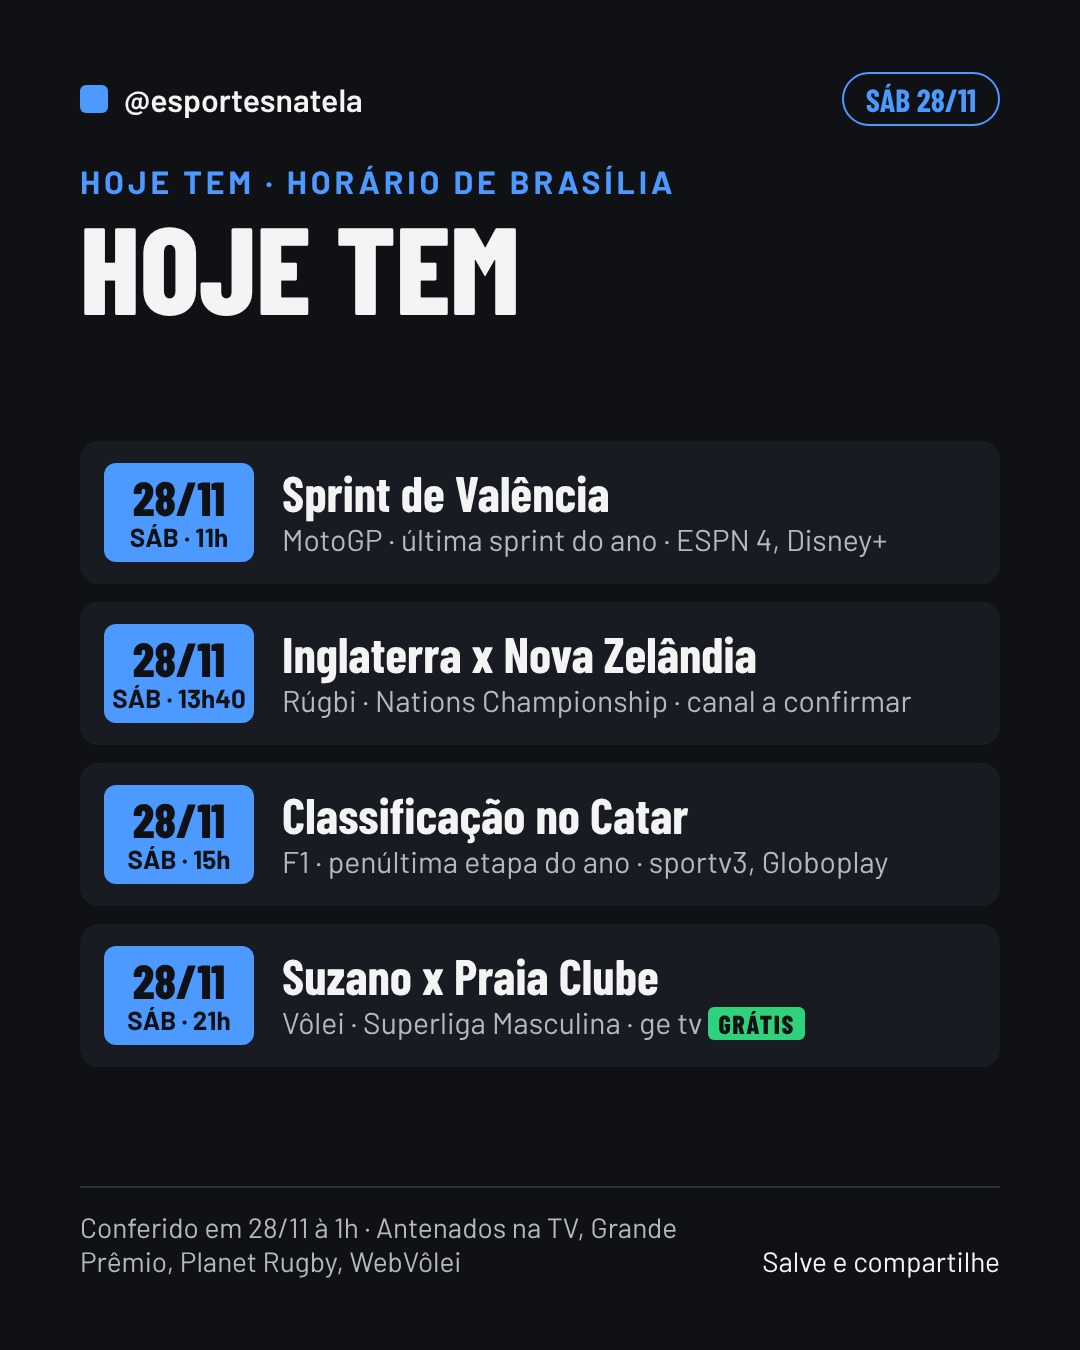 @esportesnatela
SÁB 28/11
HOJE TEM · HORÁRIO DE BRASÍLIA
HOJE TEM
28/11
SÁB · 11h
Sprint de Valência
MotoGP · última sprint do ano · ESPN 4, Disney+
28/11
SÁB · 13h40
Inglaterra x Nova Zelândia
Rúgbi · Nations Championship · canal a confirmar
28/11
SÁB · 15h
Classificação no Catar
F1 · penúltima etapa do ano · sportv3, Globoplay
28/11
SÁB · 21h
Suzano x Praia Clube
Vôlei · Superliga Masculina · ge tv GRÁTIS
Conferido em 28/11 à 1h · Antenados na TV, Grande
Prêmio, Planet Rugby, WebVôlei
Salve e compartilhe